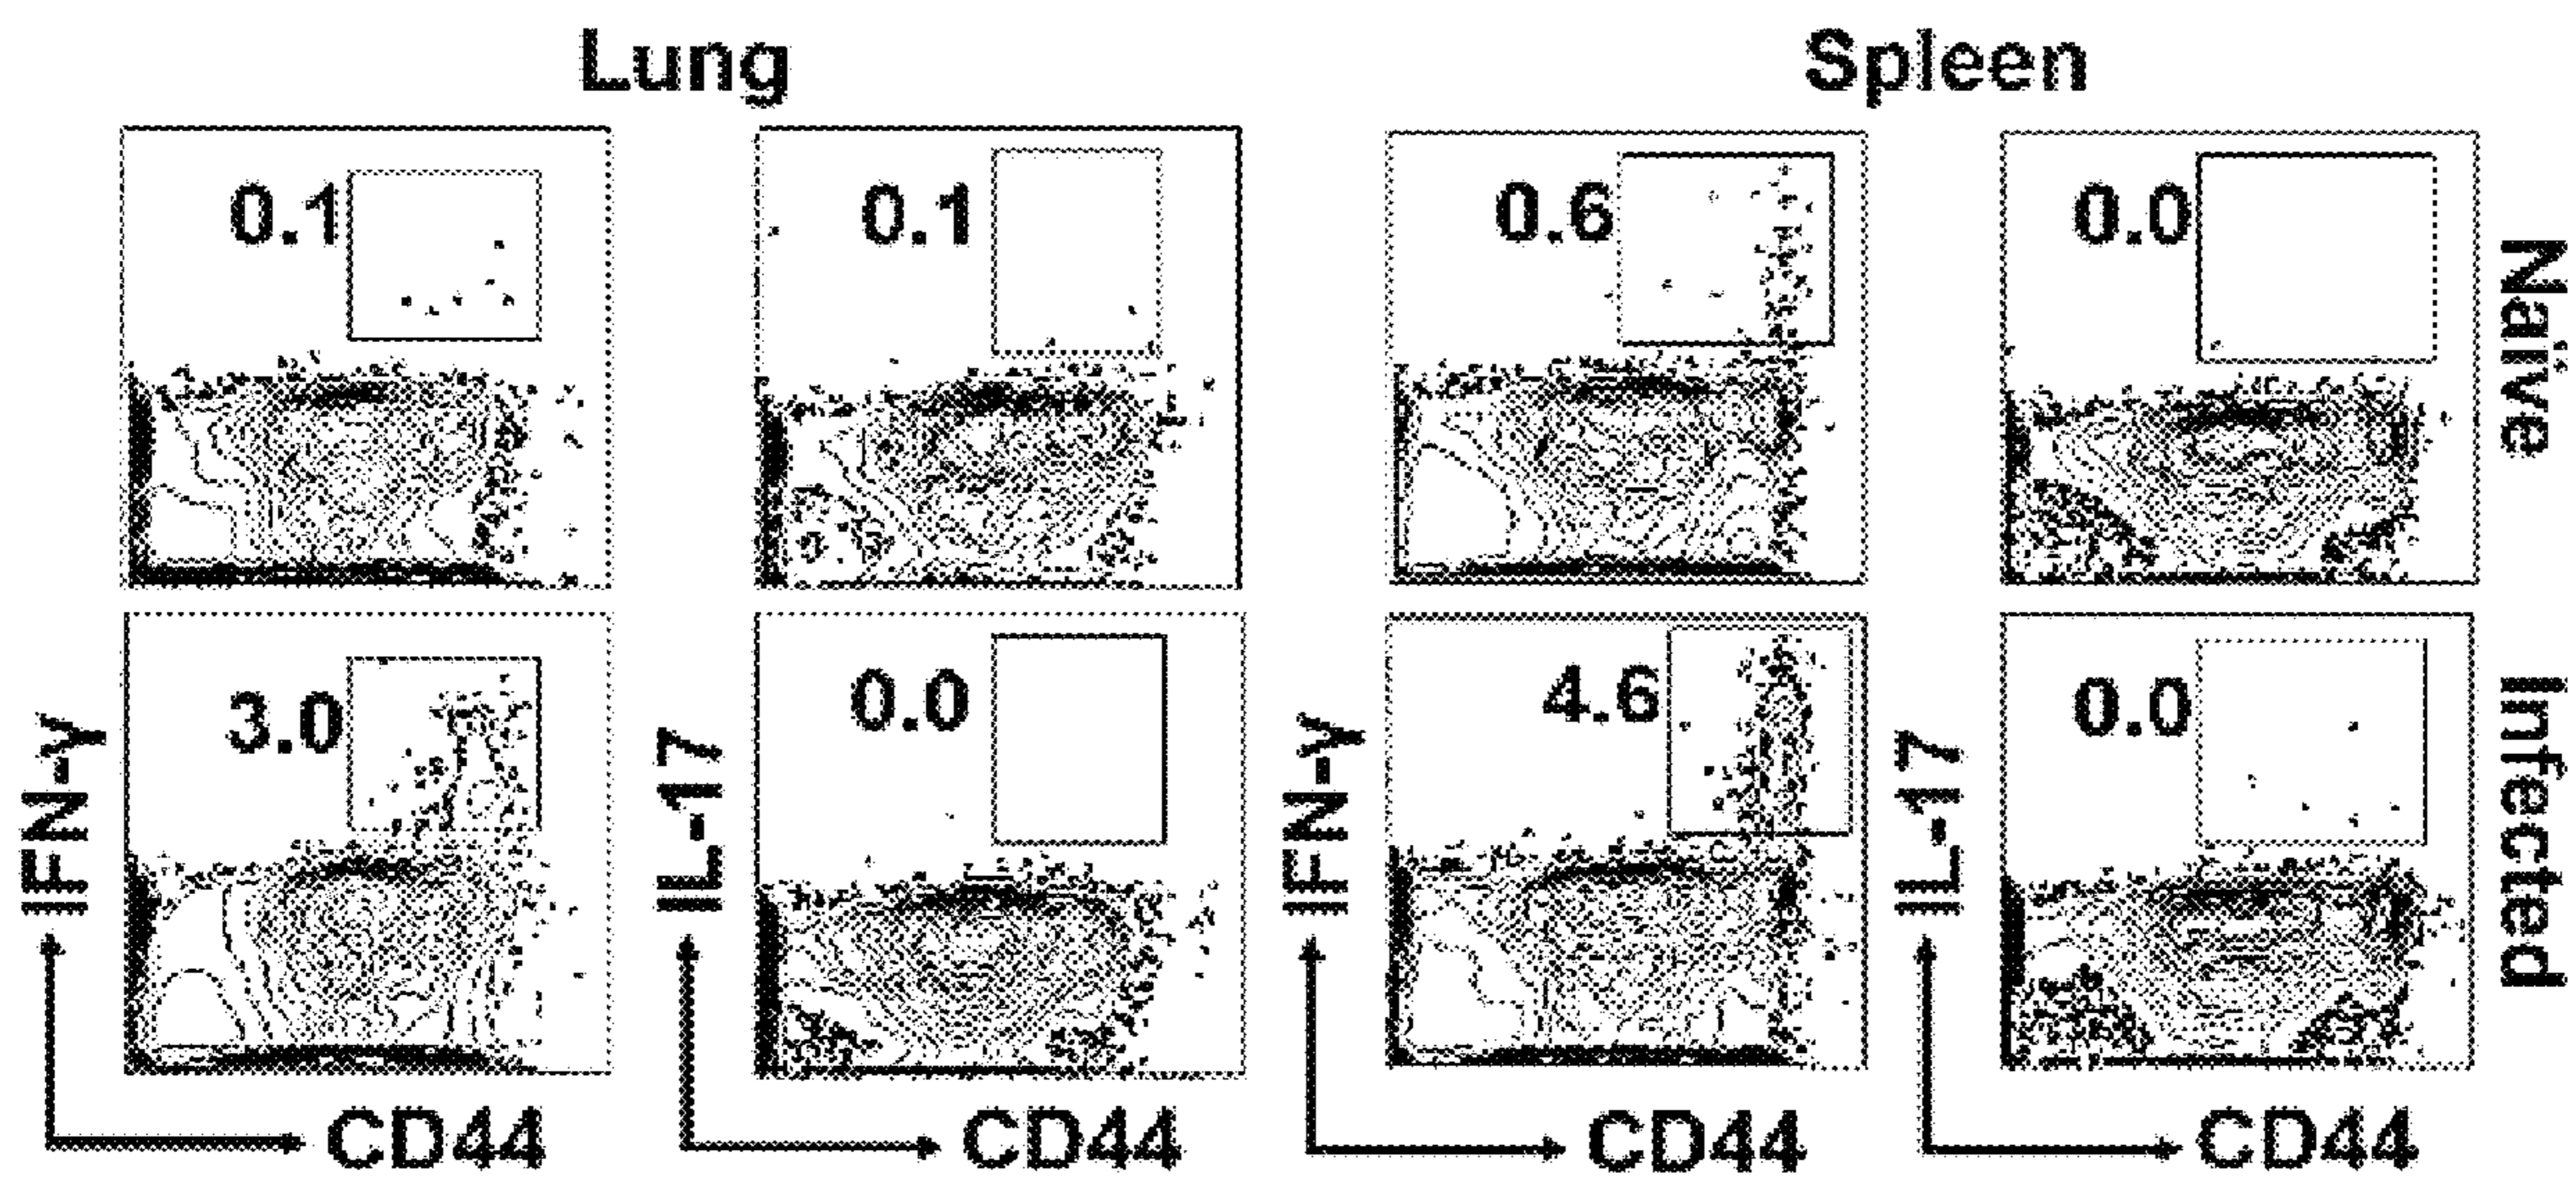 Lung
Spleen
0.1
0.1
0.6
0.0
Naïve
3.0
0.0
4.6
0.0
Infected
IFN-γ
IL-17
IFN-γ
IL-17
CD44
CD44
CD44
CD44